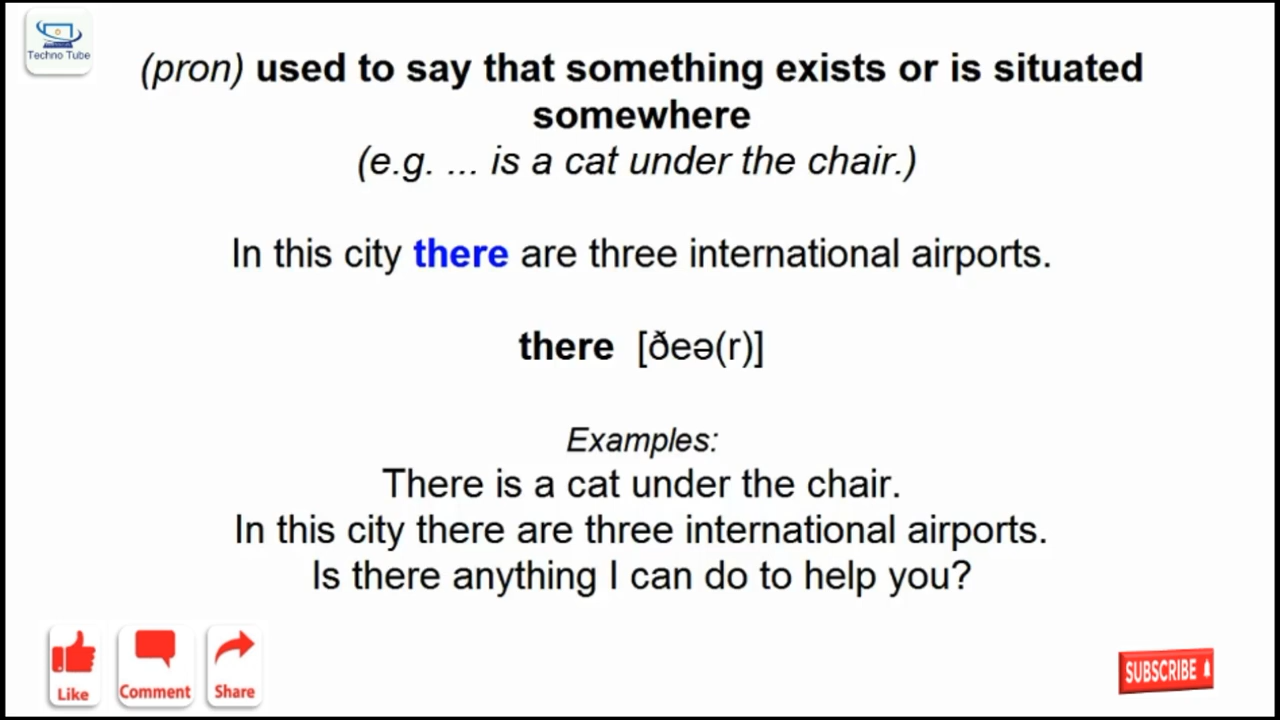 Techno Tube
(pron) used to say that something exists or is situated
somewhere
(e.g. ... is a cat under the chair.)
In this city there are three international airports.
there [ðeə(r)]
Examples:
There is a cat under the chair.
In this city there are three international airports.
Is there anything I can do to help you?
Like
Comment
Share
SUBSCRIBE